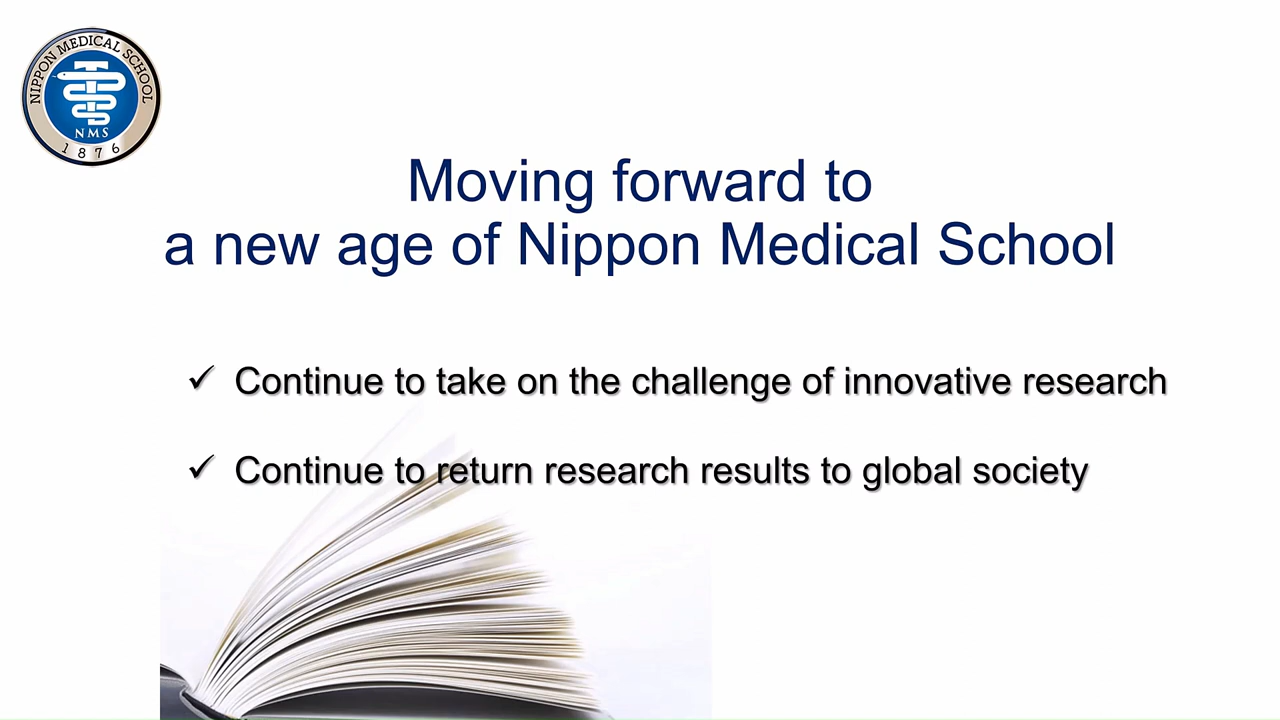 NIPPON MEDICAL SCHOOL
NMS
1876
Moving forward to
a new age of Nippon Medical School
✓ Continue to take on the challenge of innovative research
✓ Continue to return research results to global society